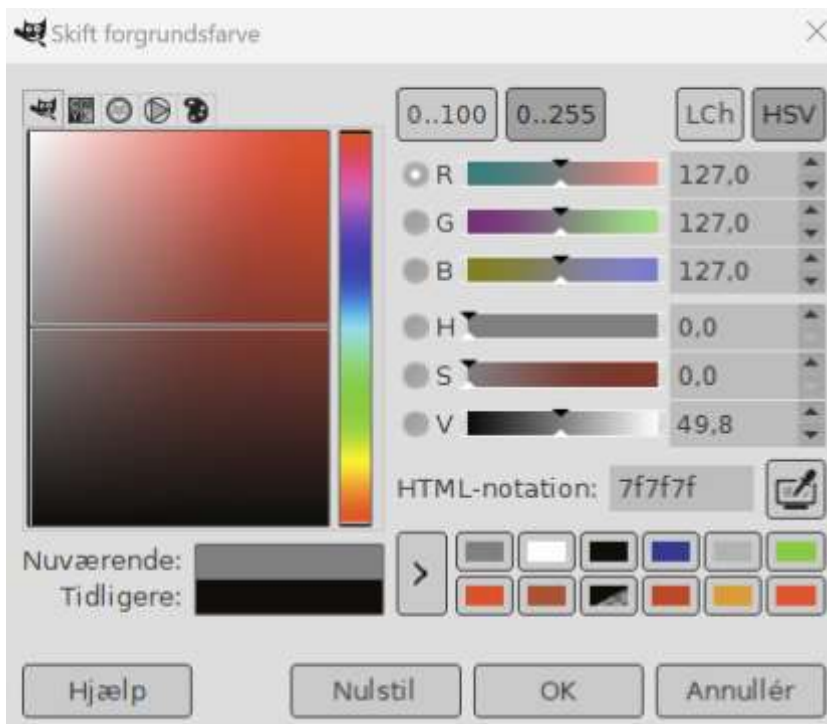 Skift forgrundsfarve
0..100 0..255 LCh HSV
R 127,0
G 127,0
B 127,0
H 0,0
S 0,0
V 49,8
HTML-notation: 7f7f7f
Nuværende:
Tidligere:
>
Hjælp Nulstil OK Annullér